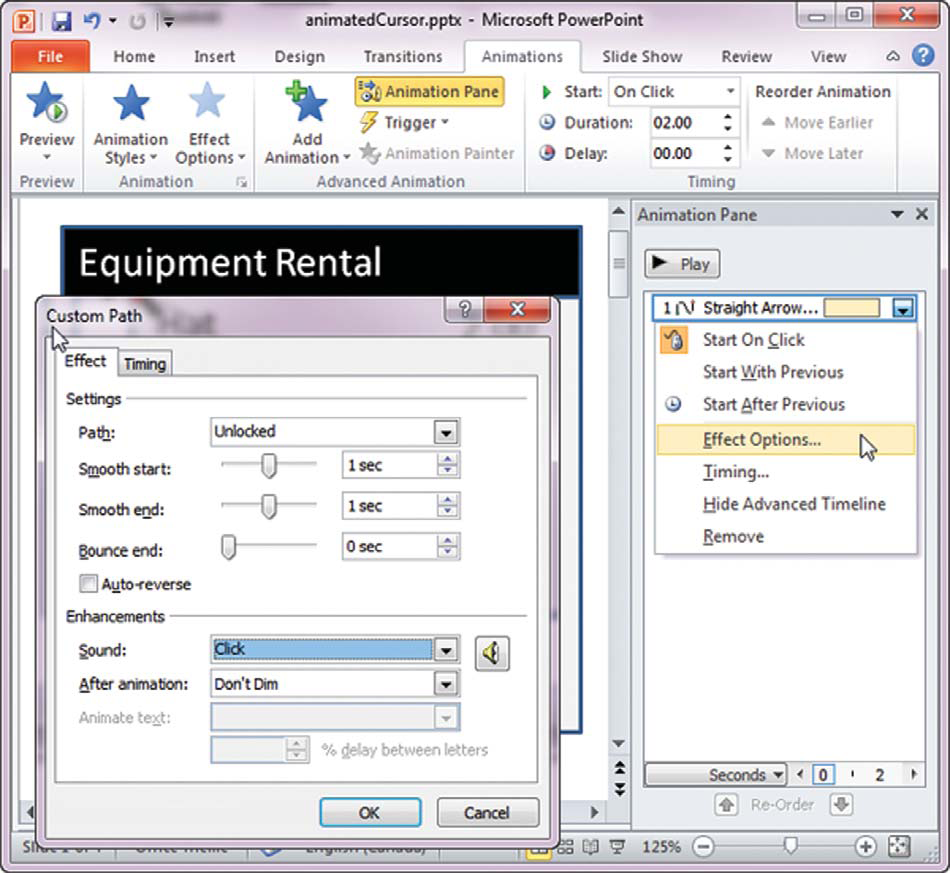 animatedCursor.pptx - Microsoft PowerPoint
File Home Insert Design Transitions Animations Slide Show Review View
Preview
Animation Styles
Effect Options
Add Animation
Animation Pane
Trigger
Animation Painter
Start: On Click
Duration: 02.00
Delay: 00.00
Reorder Animation
Move Earlier
Move Later
Preview Animation Advanced Animation Timing
Equipment Rental
Custom Path
Effect Timing
Settings
Path: Unlocked
Smooth start: 1 sec
Smooth end: 1 sec
Bounce end: 0 sec
Auto-reverse
Enhancements
Sound: Click
After animation: Don't Dim
Animate text:
% delay between letters
OK Cancel
Animation Pane
Play
1 Straight Arrow...
Start On Click
Start With Previous
Start After Previous
Effect Options...
Timing...
Hide Advanced Timeline
Remove
Seconds 0 2
Re-Order
English (Canada) 125%